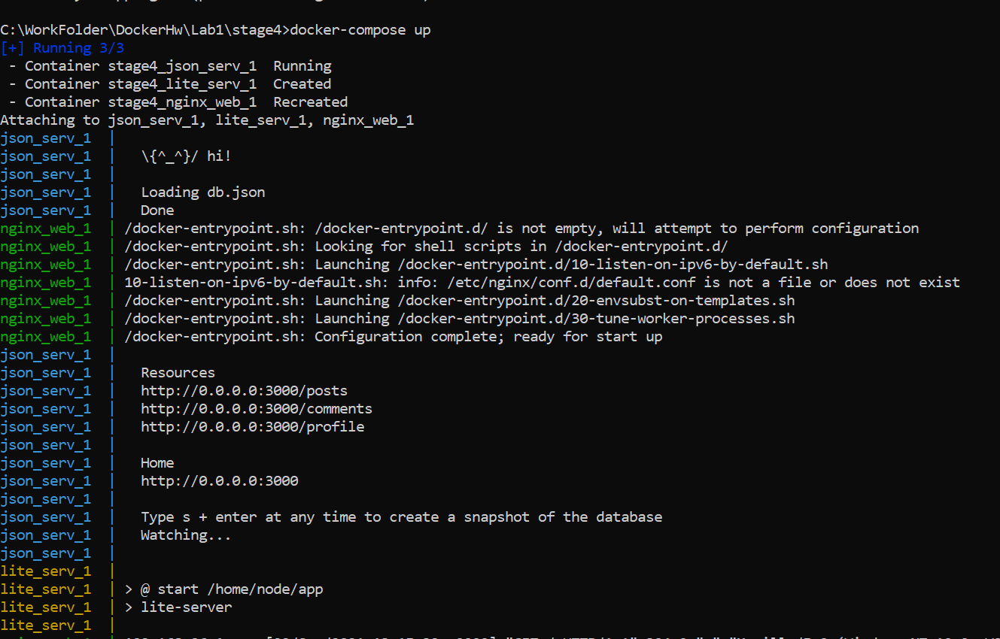 C:\WorkFolder\DockerHw\Lab1\stage4>docker-compose up
[+] Running 3/3
 - Container stage4_json_serv_1  Running
 - Container stage4_lite_serv_1  Created
 - Container stage4_nginx_web_1  Recreated
Attaching to json_serv_1, lite_serv_1, nginx_web_1
json_serv_1  |
json_serv_1  |   \{^_^}/ hi!
json_serv_1  |
json_serv_1  |   Loading db.json
json_serv_1  |   Done
nginx_web_1  | /docker-entrypoint.sh: /docker-entrypoint.d/ is not empty, will attempt to perform configuration
nginx_web_1  | /docker-entrypoint.sh: Looking for shell scripts in /docker-entrypoint.d/
nginx_web_1  | /docker-entrypoint.sh: Launching /docker-entrypoint.d/10-listen-on-ipv6-by-default.sh
nginx_web_1  | 10-listen-on-ipv6-by-default.sh: info: /etc/nginx/conf.d/default.conf is not a file or does not exist
nginx_web_1  | /docker-entrypoint.sh: Launching /docker-entrypoint.d/20-envsubst-on-templates.sh
nginx_web_1  | /docker-entrypoint.sh: Launching /docker-entrypoint.d/30-tune-worker-processes.sh
nginx_web_1  | /docker-entrypoint.sh: Configuration complete; ready for start up
json_serv_1  |
json_serv_1  |   Resources
json_serv_1  |   http://0.0.0.0:3000/posts
json_serv_1  |   http://0.0.0.0:3000/comments
json_serv_1  |   http://0.0.0.0:3000/profile
json_serv_1  |
json_serv_1  |   Home
json_serv_1  |   http://0.0.0.0:3000
json_serv_1  |
json_serv_1  |   Type s + enter at any time to create a snapshot of the database
json_serv_1  |   Watching...
json_serv_1  |
lite_serv_1  |
lite_serv_1  | > @ start /home/node/app
lite_serv_1  | > lite-server
lite_serv_1  |